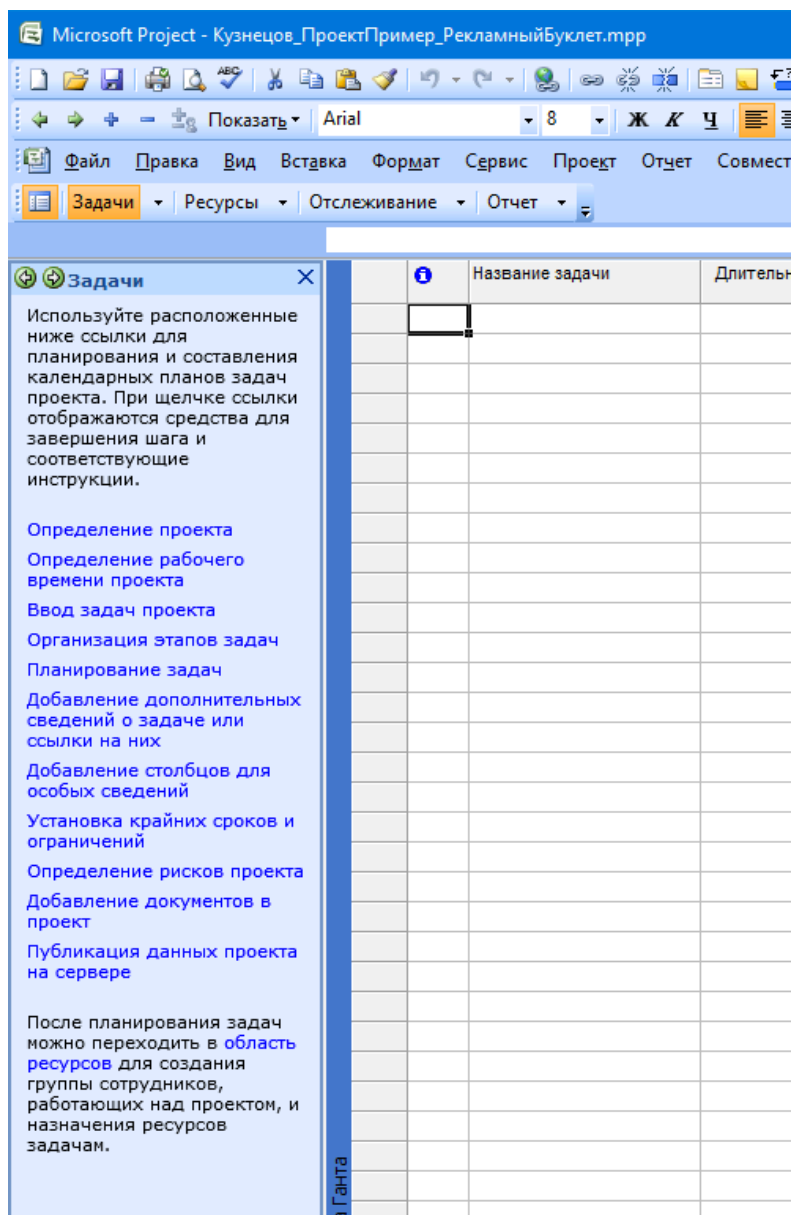 Microsoft Project - Кузнецов_ПроектПример_РекламныйБуклет.mpp
ABC
Показать Arial 8 Ж К Ч
Файл Правка Вид Вставка Формат Сервис Проект Отчет Совмест
Задачи Ресурсы Отслеживание Отчет
Задачи
Название задачи Длительн
Используйте расположенные
ниже ссылки для
планирования и составления
календарных планов задач
проекта. При щелчке ссылки
отображаются средства для
завершения шага и
соответствующие
инструкции.
Определение проекта
Определение рабочего
времени проекта
Ввод задач проекта
Организация этапов задач
Планирование задач
Добавление дополнительных
сведений о задаче или
ссылки на них
Добавление столбцов для
особых сведений
Установка крайних сроков и
ограничений
Определение рисков проекта
Добавление документов в
проект
Публикация данных проекта
на сервере
После планирования задач
можно переходить в область
ресурсов для создания
группы сотрудников,
работающих над проектом, и
назначения ресурсов
задачам.
а Ганта